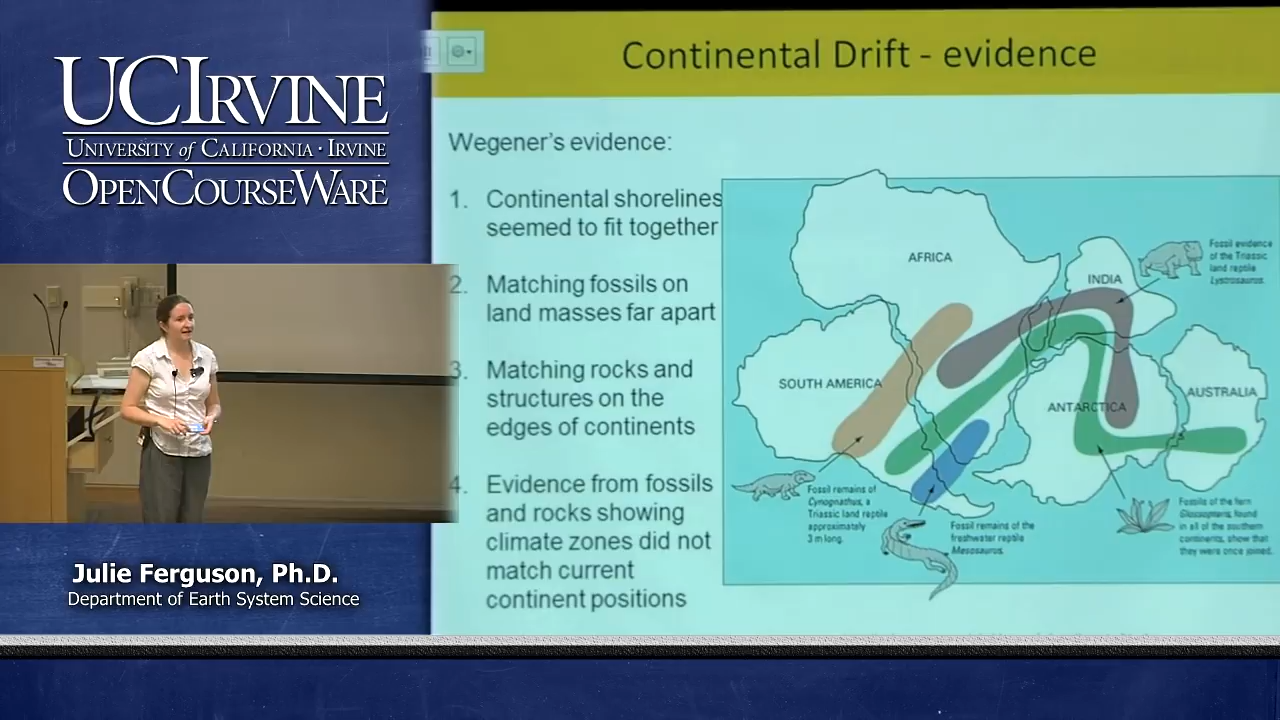 UCIRVINE
UNIVERSITY of CALIFORNIA · IRVINE
OPENCOURSEWARE
Julie Ferguson, Ph.D.
Department of Earth System Science
Continental Drift - evidence
Wegener's evidence:
1. Continental shorelines
seemed to fit together
2. Matching fossils on
land masses far apart
3. Matching rocks and
structures on the
edges of continents
4. Evidence from fossils
and rocks showing
climate zones did not
match current
continent positions
AFRICA
INDIA
SOUTH AMERICA
ANTARCTICA
AUSTRALIA
Fossil evidence
of the Triassic
land reptile
Lystrosaurus.
Fossil remains of
Cynognathus, a
Triassic land reptile
approximately
3 m long.
Fossil remains of the
freshwater reptile
Mesosaurus.
Fossils of the fern
Glossopteris, found
in all of the southern
continents, show that
they were once joined.